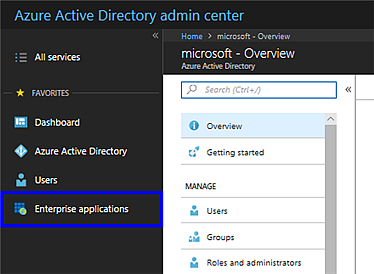 Azure Active Directory admin center
«
All services
FAVORITES
Dashboard
Azure Active Directory
Users
Enterprise applications
Home > microsoft - Overview
microsoft - Overview
Azure Active Directory
Search (Ctrl+/)
«
Overview
Getting started
MANAGE
Users
Groups
Roles and administrators